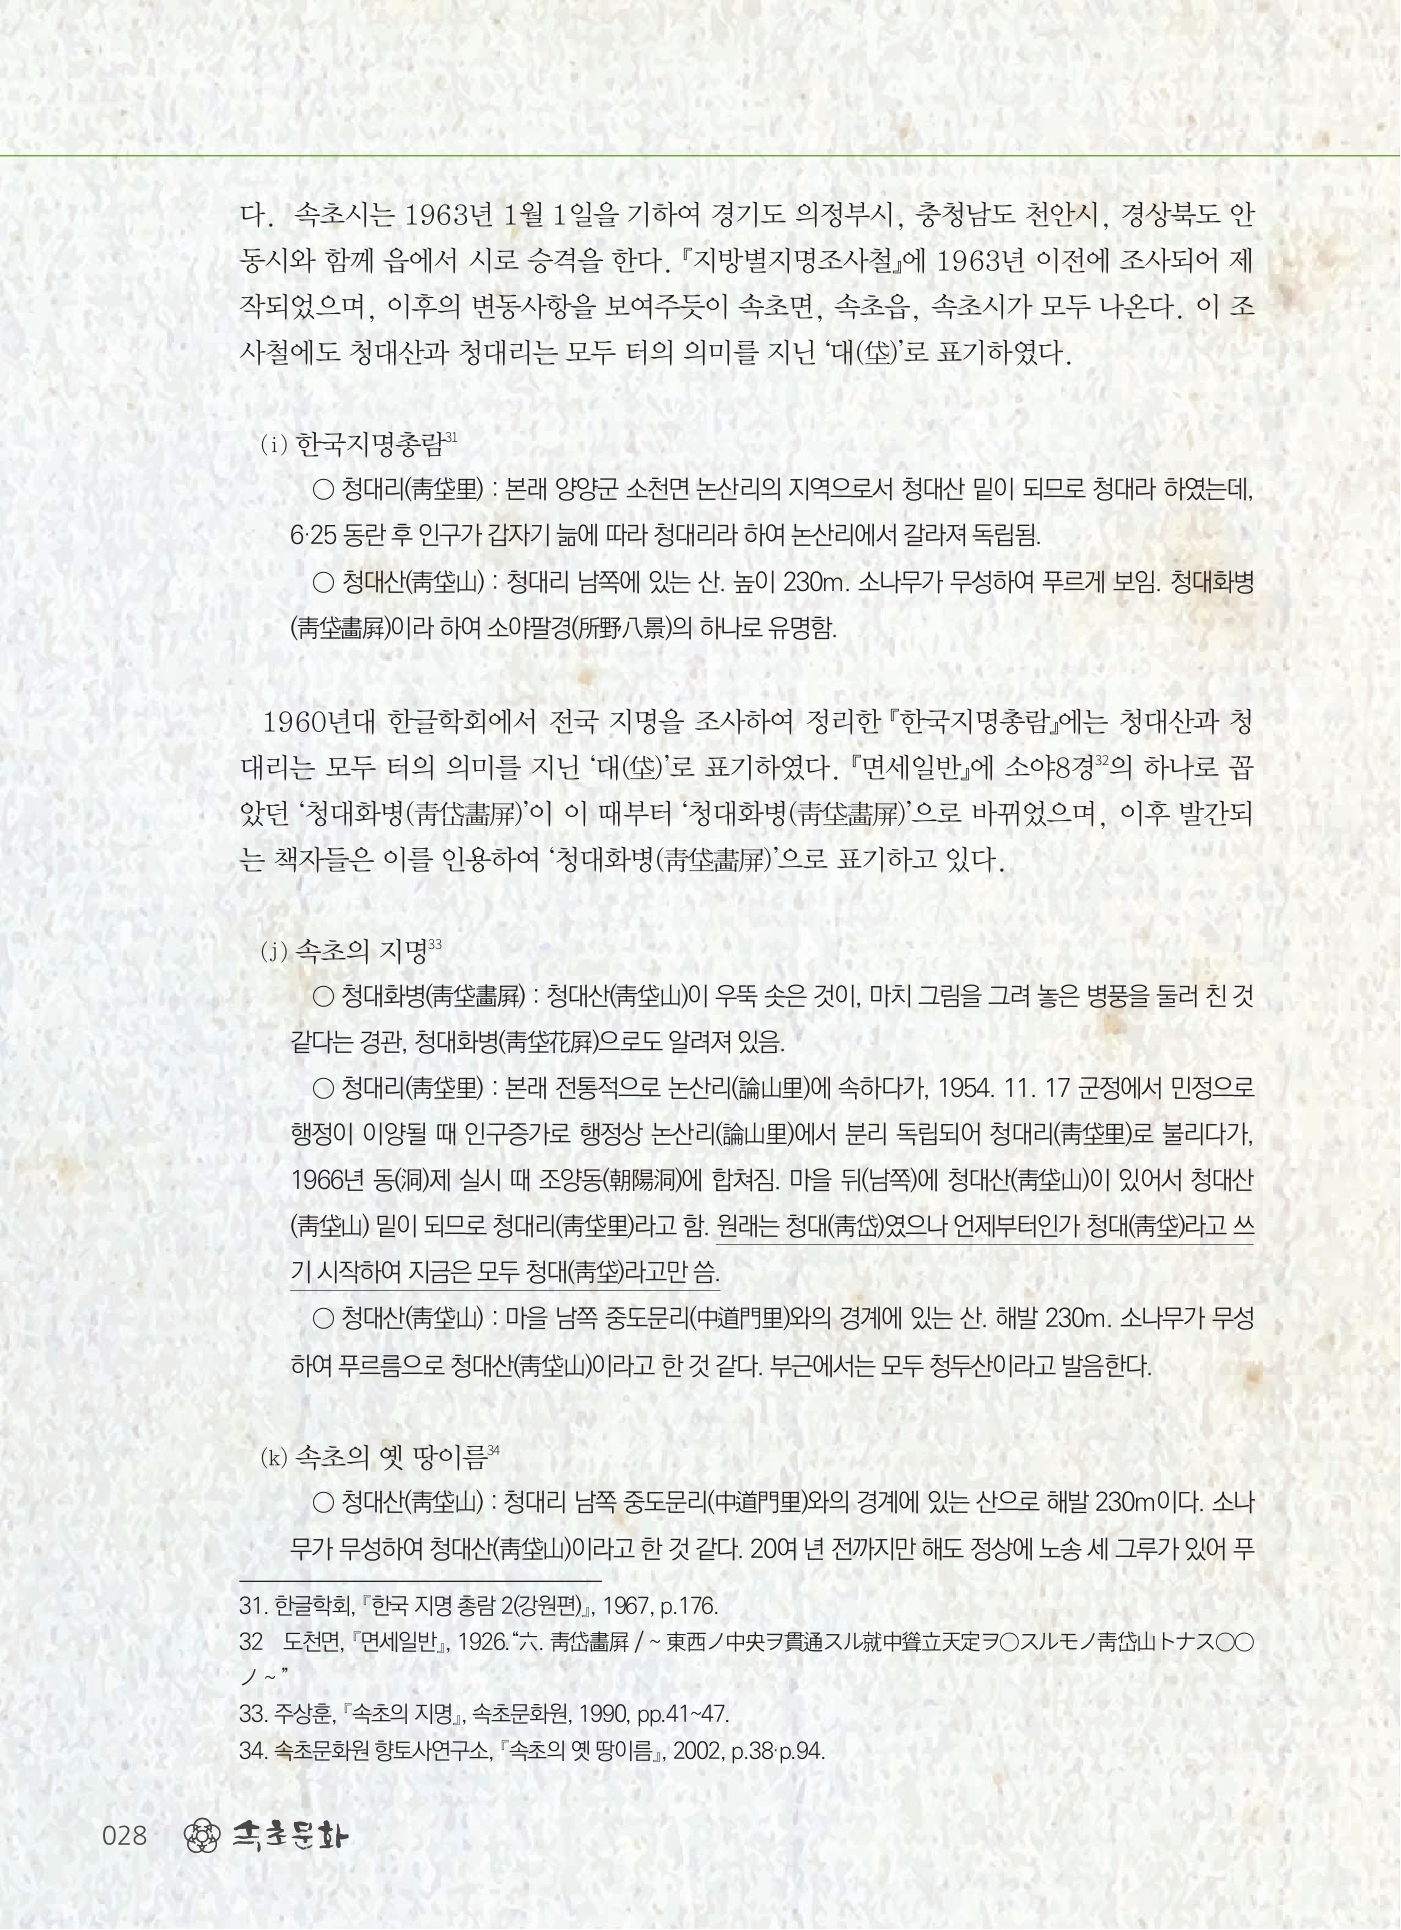 다. 속초시는 1963년 1월 1일을 기하여 경기도 의정부시, 충청남도 천안시, 경상북도 안
동시와 함께 읍에서 시로 승격을 한다. 『지방별지명조사철』에 1963년 이전에 조사되어 제
작되었으며, 이후의 변동사항을 보여주듯이 속초면, 속초읍, 속초시가 모두 나온다. 이 조
사철에도 청대산과 청대리는 모두 터의 의미를 지닌 ‘대(垈)’로 표기하였다.
(i) 한국지명총람31
○ 청대리(靑垈里) : 본래 양양군 소천면 논산리의 지역으로서 청대산 밑이 되므로 청대라 하였는데,
6·25 동란 후 인구가 갑자기 늚에 따라 청대리라 하여 논산리에서 갈라져 독립됨.
○ 청대산(靑垈山) : 청대리 남쪽에 있는 산. 높이 230m. 소나무가 무성하여 푸르게 보임. 청대화병
(靑垈畵屛)이라 하여 소야팔경(所野八景)의 하나로 유명함.
1960년대 한글학회에서 전국 지명을 조사하여 정리한 『한국지명총람』에는 청대산과 청
대리는 모두 터의 의미를 지닌 ‘대(垈)’로 표기하였다. 『면세일반』에 소야8경32의 하나로 꼽
았던 ‘청대화병(靑岱畵屛)’이 이 때부터 ‘청대화병(靑垈畵屛)’으로 바뀌었으며, 이후 발간되
는 책자들은 이를 인용하여 ‘청대화병(靑垈畵屛)’으로 표기하고 있다.
(j) 속초의 지명33
○ 청대화병(靑垈畵屛) : 청대산(靑垈山)이 우뚝 솟은 것이, 마치 그림을 그려 놓은 병풍을 둘러 친 것
같다는 경관, 청대화병(靑垈花屛)으로도 알려져 있음.
○ 청대리(靑垈里) : 본래 전통적으로 논산리(論山里)에 속하다가, 1954. 11. 17 군정에서 민정으로
행정이 이양될 때 인구증가로 행정상 논산리(論山里)에서 분리 독립되어 청대리(靑垈里)로 불리다가,
1966년 동(洞)제 실시 때 조양동(朝陽洞)에 합쳐짐. 마을 뒤(남쪽)에 청대산(靑垈山)이 있어서 청대산
(靑垈山) 밑이 되므로 청대리(靑垈里)라고 함. 원래는 청대(靑岱)였으나 언제부터인가 청대(靑垈)라고 쓰
기 시작하여 지금은 모두 청대(靑垈)라고만 씀.
○ 청대산(靑垈山) : 마을 남쪽 중도문리(中道門里)와의 경계에 있는 산. 해발 230m. 소나무가 무성
하여 푸르름으로 청대산(靑垈山)이라고 한 것 같다. 부근에서는 모두 청두산이라고 발음한다.
(k) 속초의 옛 땅이름34
○ 청대산(靑垈山) : 청대리 남쪽 중도문리(中道門里)와의 경계에 있는 산으로 해발 230m이다. 소나
무가 무성하여 청대산(靑垈山)이라고 한 것 같다. 20여 년 전까지만 해도 정상에 노송 세 그루가 있어 푸
31. 한글학회, 『한국 지명 총람 2(강원편)』, 1967, p.176.
32 도천면, 『면세일반』, 1926. “六. 靑岱畵屛 / ~ 東西ノ中央ヲ貫通スル就中聳立天定ヲ○スルモノ靑岱山トナス○○
ノ ~ ”
33. 주상훈, 『속초의 지명』, 속초문화원, 1990, pp.41~47.
34. 속초문화원 향토사연구소, 『속초의 옛 땅이름』, 2002, p.38·p.94.
028 속초문화